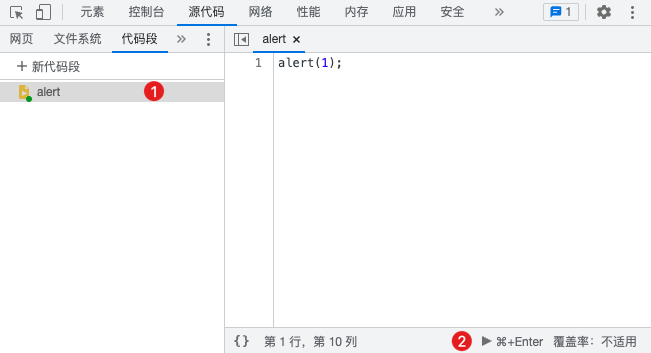 元素 控制台 源代码 网络 性能 内存 应用 安全 » 1
网页 文件系统 代码段 »
alert ×
+ 新代码段
1 alert(1);
alert 1
{} 第 1 行，第 10 列 2 ▶ ⌘+Enter 覆盖率：不适用